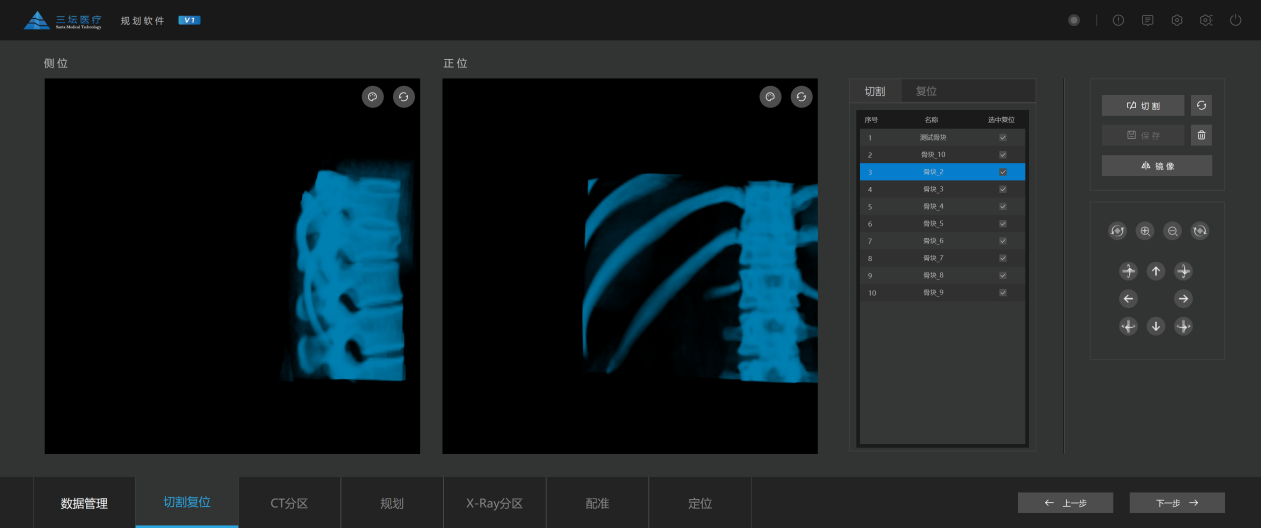 三坛医疗
Santan Medical Technology
规划软件 V1
侧位
正位
切割 复位
序号 名称 选中复位
1 测试骨块
2 骨块_10
3 骨块_2
4 骨块_3
5 骨块_4
6 骨块_5
7 骨块_6
8 骨块_7
9 骨块_8
10 骨块_9
切割
保存
镜像
数据管理 切割复位 CT分区 规划 X-Ray分区 配准 定位
← 上一步 下一步 →